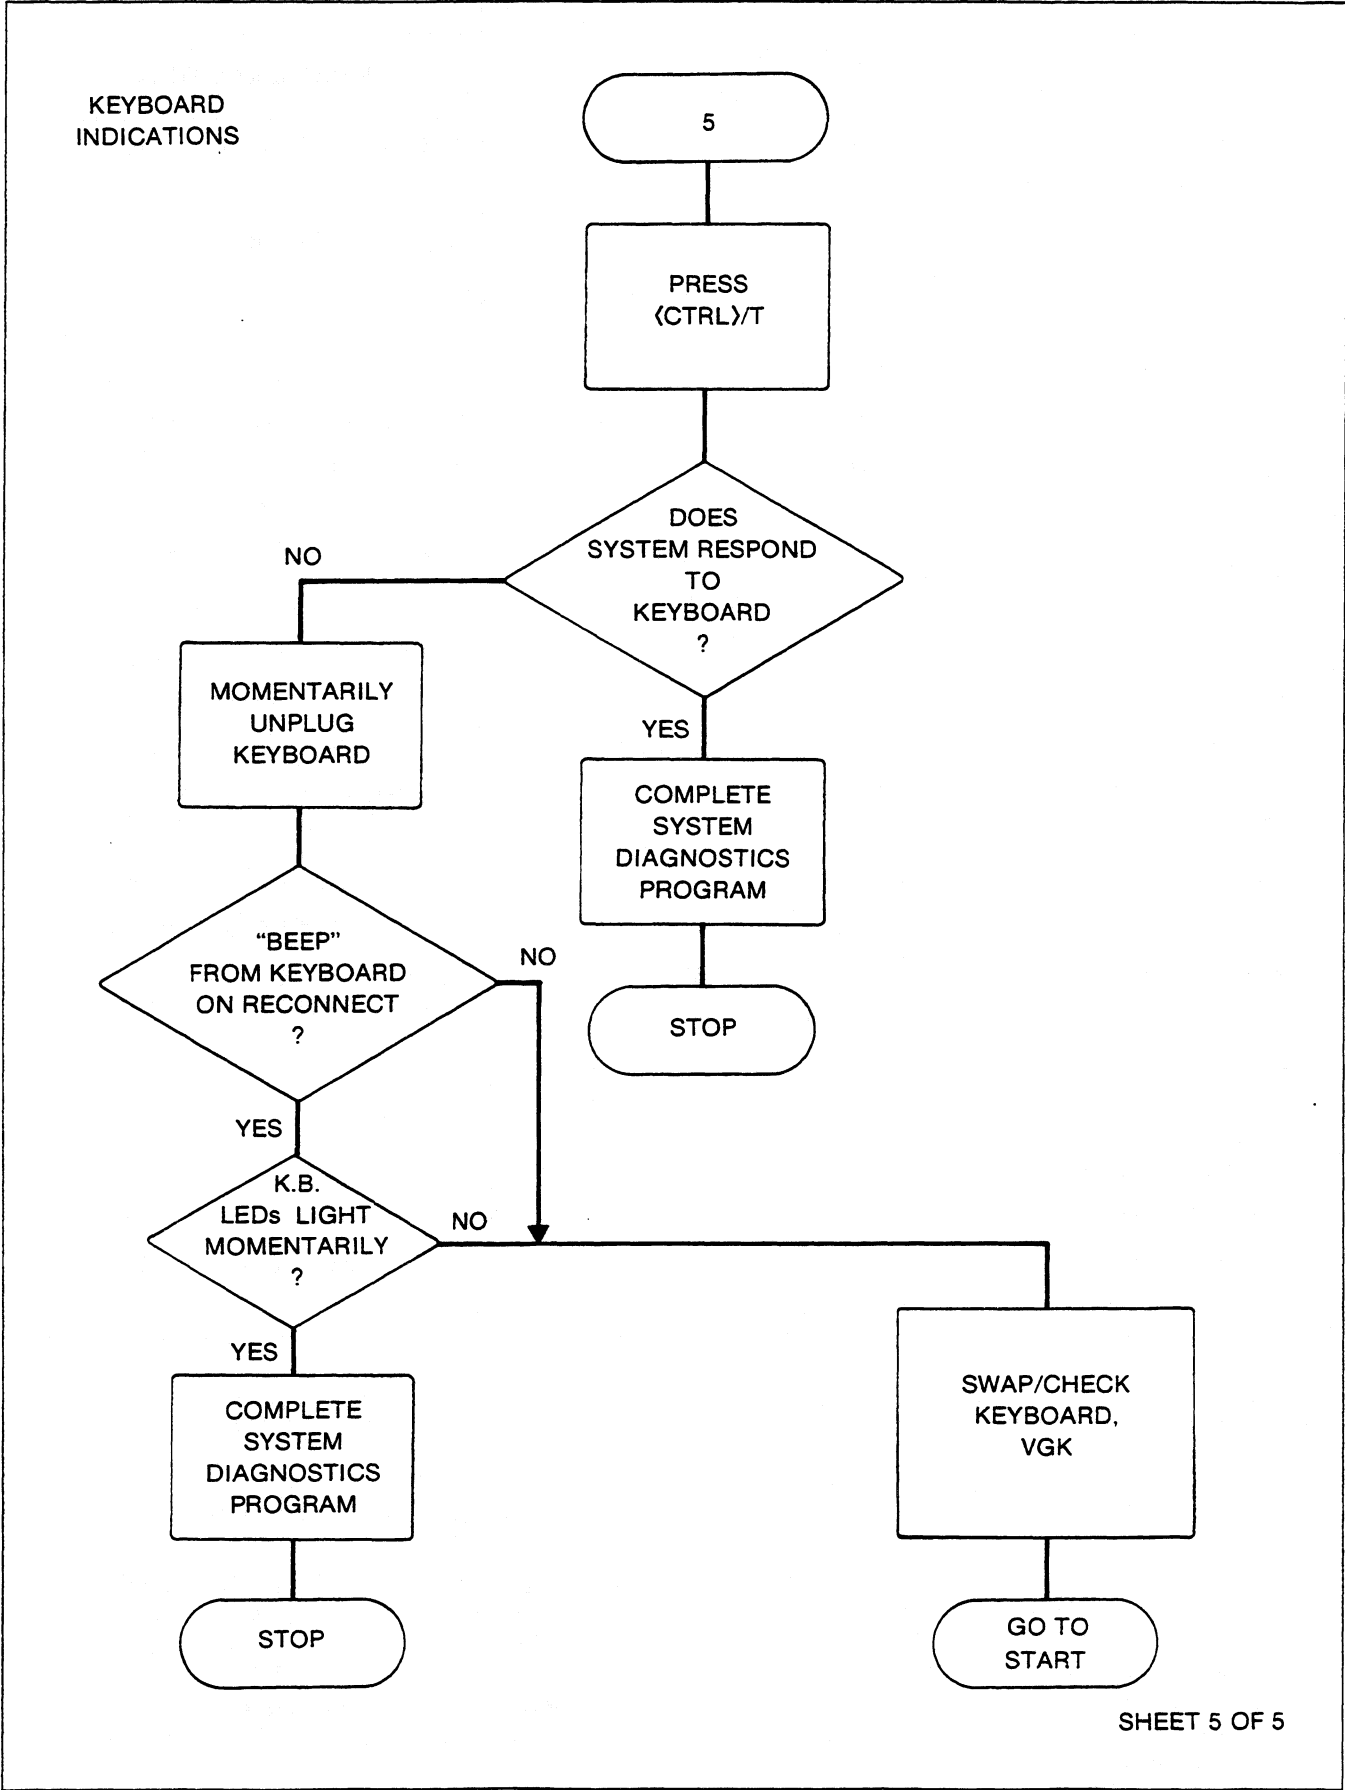 KEYBOARD
INDICATIONS
5
PRESS
⟨CTRL⟩/T
DOES
SYSTEM RESPOND
TO
KEYBOARD
?
NO
YES
MOMENTARILY
UNPLUG
KEYBOARD
COMPLETE
SYSTEM
DIAGNOSTICS
PROGRAM
STOP
“BEEP”
FROM KEYBOARD
ON RECONNECT
?
NO
YES
K.B.
LEDs LIGHT
MOMENTARILY
?
NO
YES
COMPLETE
SYSTEM
DIAGNOSTICS
PROGRAM
STOP
SWAP/CHECK
KEYBOARD,
VGK
GO TO
START
SHEET 5 OF 5